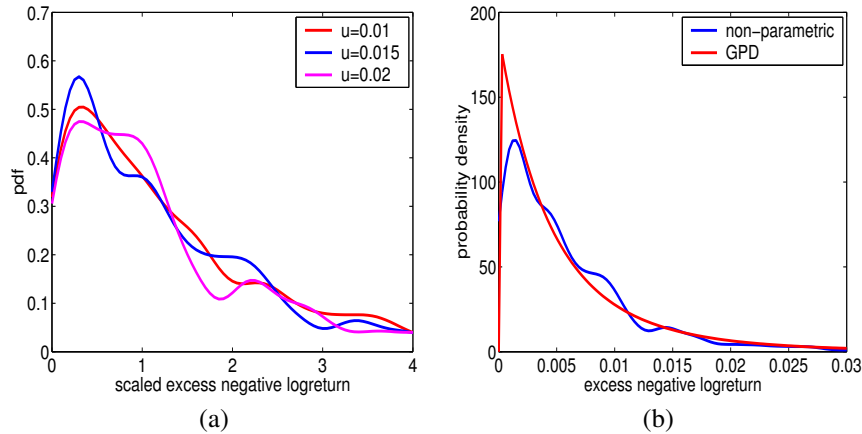 0.7
0.6
0.5
0.4
0.3
0.2
0.1
0
pdf
u=0.01
u=0.015
u=0.02
0 1 2 3 4
scaled excess negative logreturn
(a)
200
150
100
50
0
probability density
non-parametric
GPD
0 0.005 0.01 0.015 0.02 0.025 0.03
excess negative logreturn
(b)